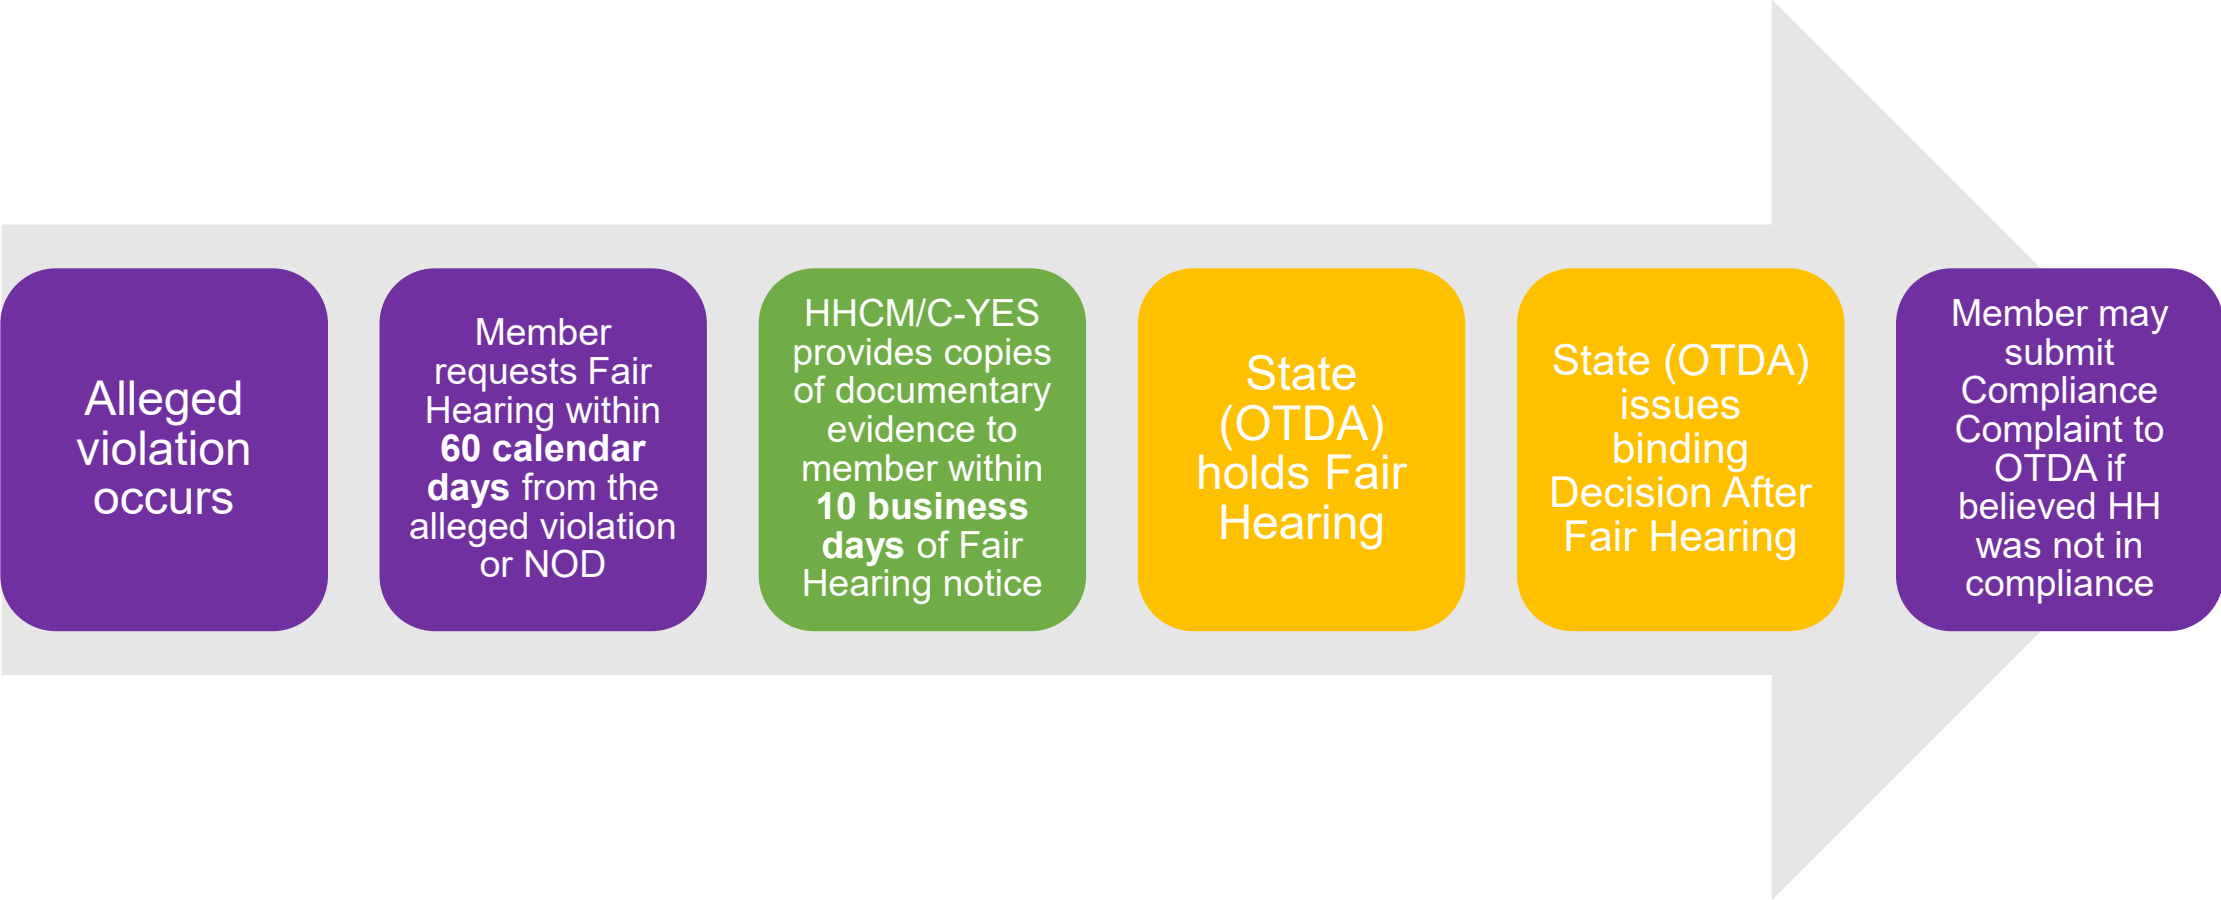 Alleged
violation
occurs
Member
requests Fair
Hearing within
60 calendar
days from the
alleged violation
or NOD
HHCM/C-YES
provides copies
of documentary
evidence to
member within
10 business
days of Fair
Hearing notice
State
(OTDA)
holds Fair
Hearing
State (OTDA)
issues
binding
Decision After
Fair Hearing
Member may
submit
Compliance
Complaint to
OTDA if
believed HH
was not in
compliance